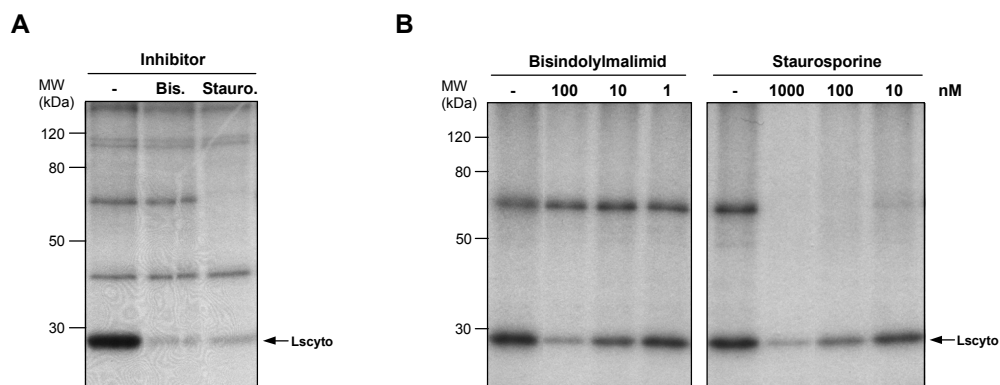 A
Inhibitor
MW
(kDa)
- Bis. Stauro.
120
80
50
30
Lscyto
B
Bisindolylmalimid Staurosporine
MW
(kDa)
- 100 10 1 - 1000 100 10 nM
120
80
50
30
Lscyto